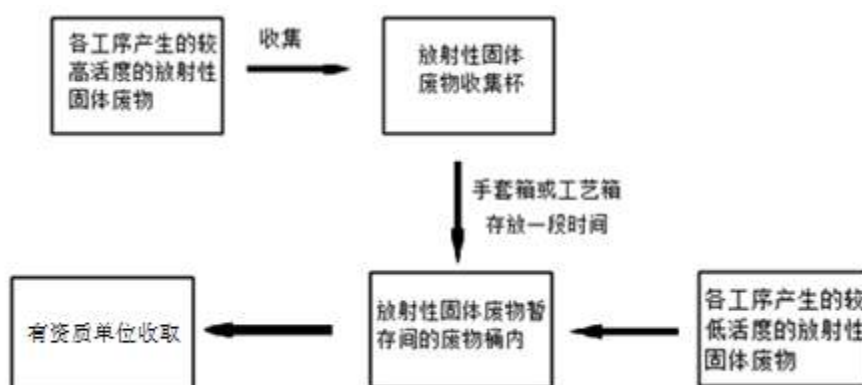 各工序产生的较
高活度的放射性
固体废物
收集
放射性固体
废物收集杯
手套箱或工艺箱
存放一段时间
有资质单位收取
放射性固体废物暂
存间的废物桶内
各工序产生的较
低活度的放射性
固体废物